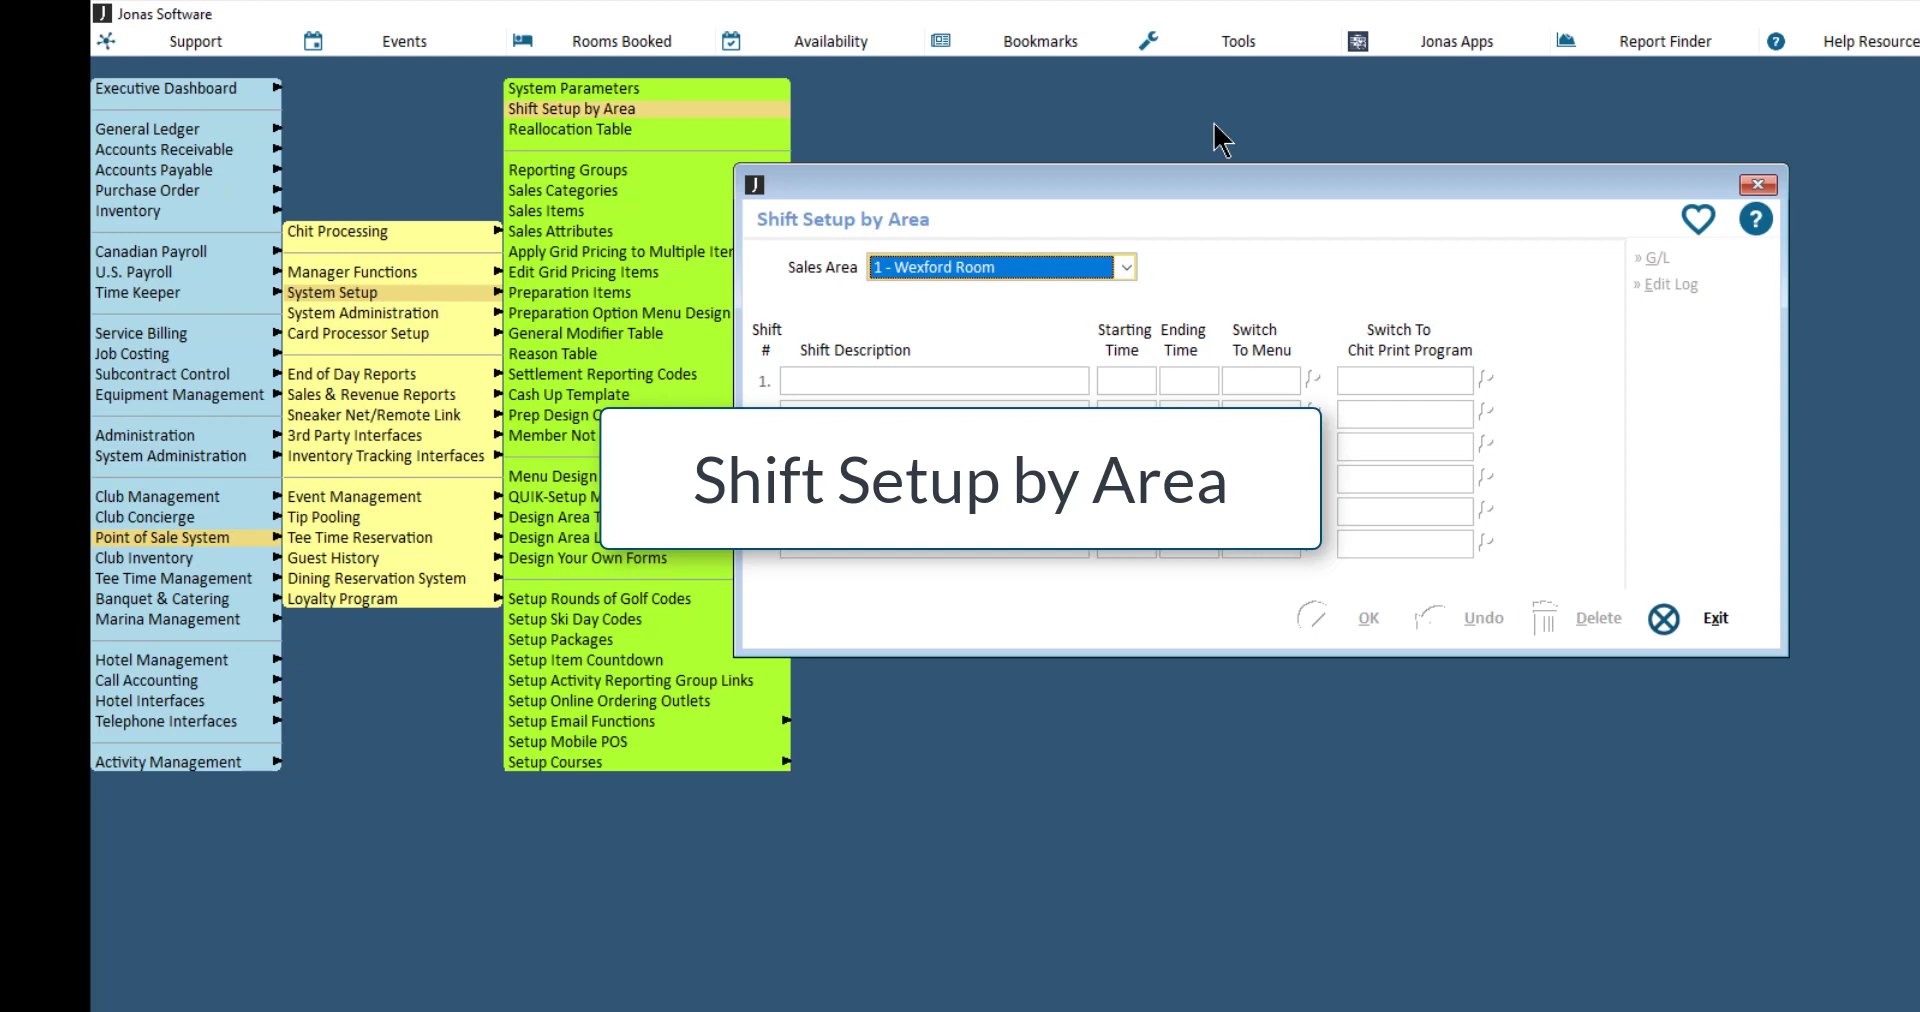 Jonas Software
Support
Events
Rooms Booked
Availability
Bookmarks
Tools
Jonas Apps
Report Finder
Help Resource
Executive Dashboard
General Ledger
Accounts Receivable
Accounts Payable
Purchase Order
Inventory
Canadian Payroll
U.S. Payroll
Time Keeper
Service Billing
Job Costing
Subcontract Control
Equipment Management
Administration
System Administration
Club Management
Club Concierge
Point of Sale System
Club Inventory
Tee Time Management
Banquet & Catering
Marina Management
Hotel Management
Call Accounting
Hotel Interfaces
Telephone Interfaces
Activity Management
Chit Processing
Manager Functions
System Setup
System Administration
Card Processor Setup
End of Day Reports
Sales & Revenue Reports
Sneaker Net/Remote Link
3rd Party Interfaces
Inventory Tracking Interfaces
Event Management
Tip Pooling
Tee Time Reservation
Guest History
Dining Reservation System
Loyalty Program
System Parameters
Shift Setup by Area
Reallocation Table
Reporting Groups
Sales Categories
Sales Items
Sales Attributes
Apply Grid Pricing to Multiple Iter
Edit Grid Pricing Items
Preparation Items
Preparation Option Menu Design
General Modifier Table
Reason Table
Settlement Reporting Codes
Cash Up Template
Prep Design
Member Not
Menu Design
QUIK-Setup M
Design Area T
Design Area L
Design Your Own Forms
Setup Rounds of Golf Codes
Setup Ski Day Codes
Setup Packages
Setup Item Countdown
Setup Activity Reporting Group Links
Setup Online Ordering Outlets
Setup Email Functions
Setup Mobile POS
Setup Courses
Shift Setup by Area
Sales Area 1 - Wexford Room
» G/L
» Edit Log
Shift # Shift Description Starting Time Ending Time Switch To Menu Switch To Chit Print Program
1.
Shift Setup by Area
OK Undo Delete Exit